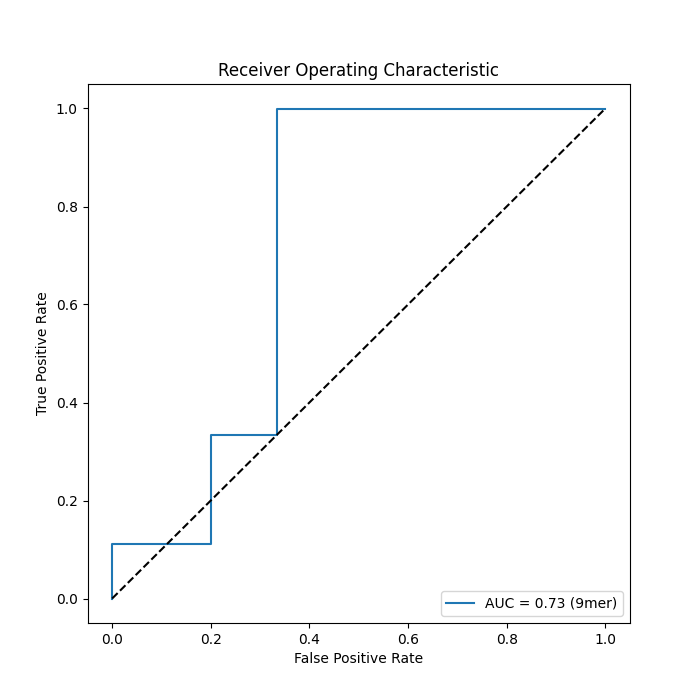 Receiver Operating Characteristic
1.0
0.8
0.6
0.4
0.2
0.0
True Positive Rate
AUC = 0.73 (9mer)
0.0 0.2 0.4 0.6 0.8 1.0
False Positive Rate